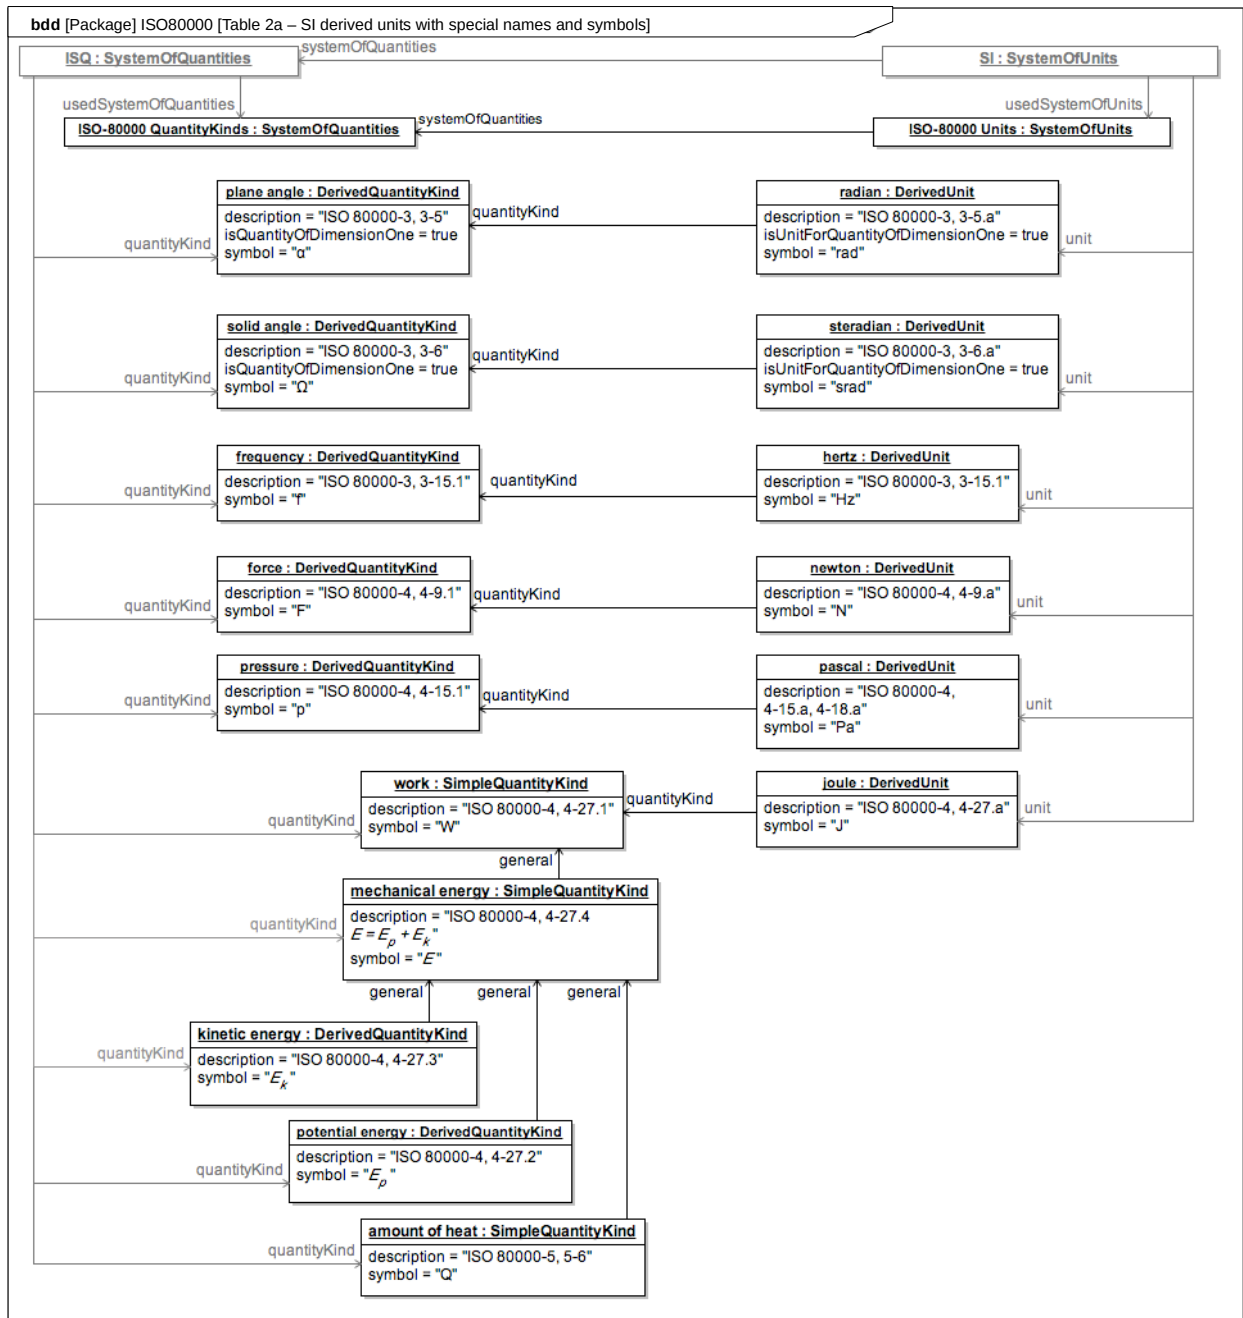 bdd [Package] ISO80000 [Table 2a – SI derived units with special names and symbols]
ISQ : SystemOfQuantities
systemOfQuantities
SI : SystemOfUnits
usedSystemOfQuantities
usedSystemOfUnits
ISO-80000 QuantityKinds : SystemOfQuantities
systemOfQuantities
ISO-80000 Units : SystemOfUnits
plane angle : DerivedQuantityKind
description = "ISO 80000-3, 3-5"
isQuantityOfDimensionOne = true
symbol = "α"
quantityKind
quantityKind
radian : DerivedUnit
description = "ISO 80000-3, 3-5.a"
isUnitForQuantityOfDimensionOne = true
symbol = "rad"
unit
solid angle : DerivedQuantityKind
description = "ISO 80000-3, 3-6"
isQuantityOfDimensionOne = true
symbol = "Ω"
quantityKind
quantityKind
steradian : DerivedUnit
description = "ISO 80000-3, 3-6.a"
isUnitForQuantityOfDimensionOne = true
symbol = "srad"
unit
frequency : DerivedQuantityKind
description = "ISO 80000-3, 3-15.1"
symbol = "f"
quantityKind
quantityKind
hertz : DerivedUnit
description = "ISO 80000-3, 3-15.1"
symbol = "Hz"
unit
force : DerivedQuantityKind
description = "ISO 80000-4, 4-9.1"
symbol = "F"
quantityKind
quantityKind
newton : DerivedUnit
description = "ISO 80000-4, 4-9.a"
symbol = "N"
unit
pressure : DerivedQuantityKind
description = "ISO 80000-4, 4-15.1"
symbol = "p"
quantityKind
quantityKind
pascal : DerivedUnit
description = "ISO 80000-4,
4-15.a, 4-18.a"
symbol = "Pa"
unit
work : SimpleQuantityKind
description = "ISO 80000-4, 4-27.1"
symbol = "W"
quantityKind
quantityKind
joule : DerivedUnit
description = "ISO 80000-4, 4-27.a"
symbol = "J"
unit
general
mechanical energy : SimpleQuantityKind
description = "ISO 80000-4, 4-27.4
E = E_p + E_k"
symbol = "E"
quantityKind
general
general
general
kinetic energy : DerivedQuantityKind
description = "ISO 80000-4, 4-27.3"
symbol = "E_k"
quantityKind
potential energy : DerivedQuantityKind
description = "ISO 80000-4, 4-27.2"
symbol = "E_p"
quantityKind
amount of heat : SimpleQuantityKind
description = "ISO 80000-5, 5-6"
symbol = "Q"
quantityKind